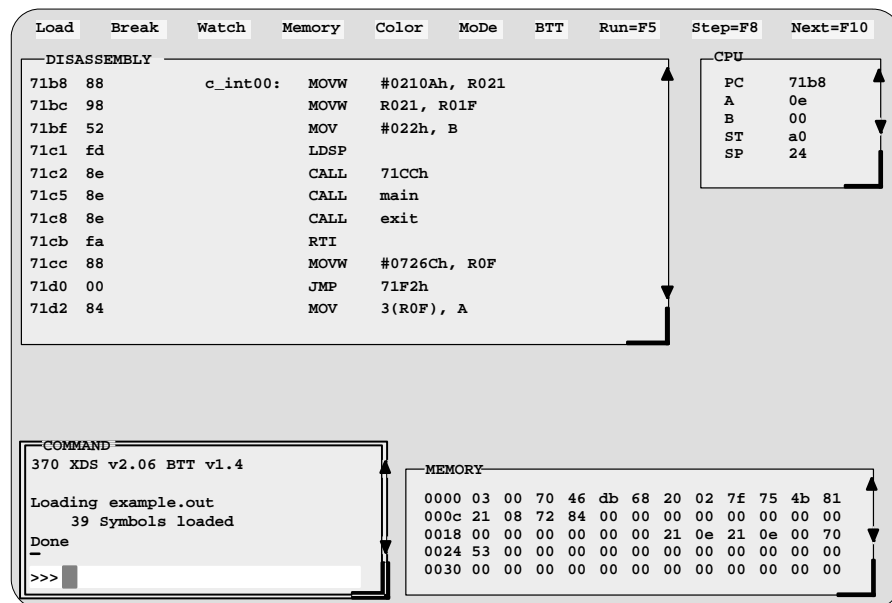 Load Break Watch Memory Color MoDe BTT Run=F5 Step=F8 Next=F10
DISASSEMBLY
71b8 88 c_int00: MOVW #0210Ah, R021
71bc 98 MOVW R021, R01F
71bf 52 MOV #022h, B
71c1 fd LDSP
71c2 8e CALL 71CCh
71c5 8e CALL main
71c8 8e CALL exit
71cb fa RTI
71cc 88 MOVW #0726Ch, R0F
71d0 00 JMP 71F2h
71d2 84 MOV 3(R0F), A
CPU
PC 71b8
A 0e
B 00
ST a0
SP 24
COMMAND
370 XDS v2.06 BTT v1.4
Loading example.out
39 Symbols loaded
Done
>>>
MEMORY
0000 03 00 70 46 db 68 20 02 7f 75 4b 81
000c 21 08 72 84 00 00 00 00 00 00 00 00
0018 00 00 00 00 00 00 21 0e 21 0e 00 70
0024 53 00 00 00 00 00 00 00 00 00 00 00
0030 00 00 00 00 00 00 00 00 00 00 00 00